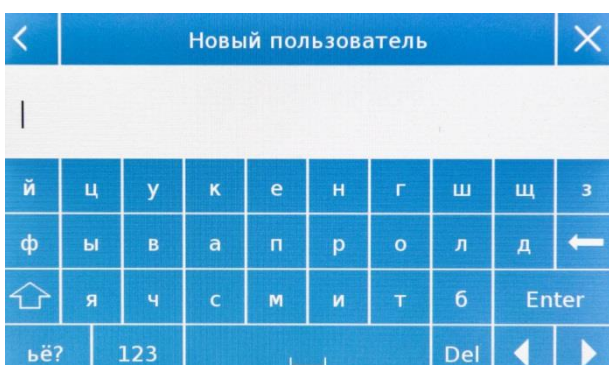 Новый пользователь
й ц у к е н г ш щ з
ф ы в а п р о л д
я ч с м и т б Enter
ьё? 123 Del